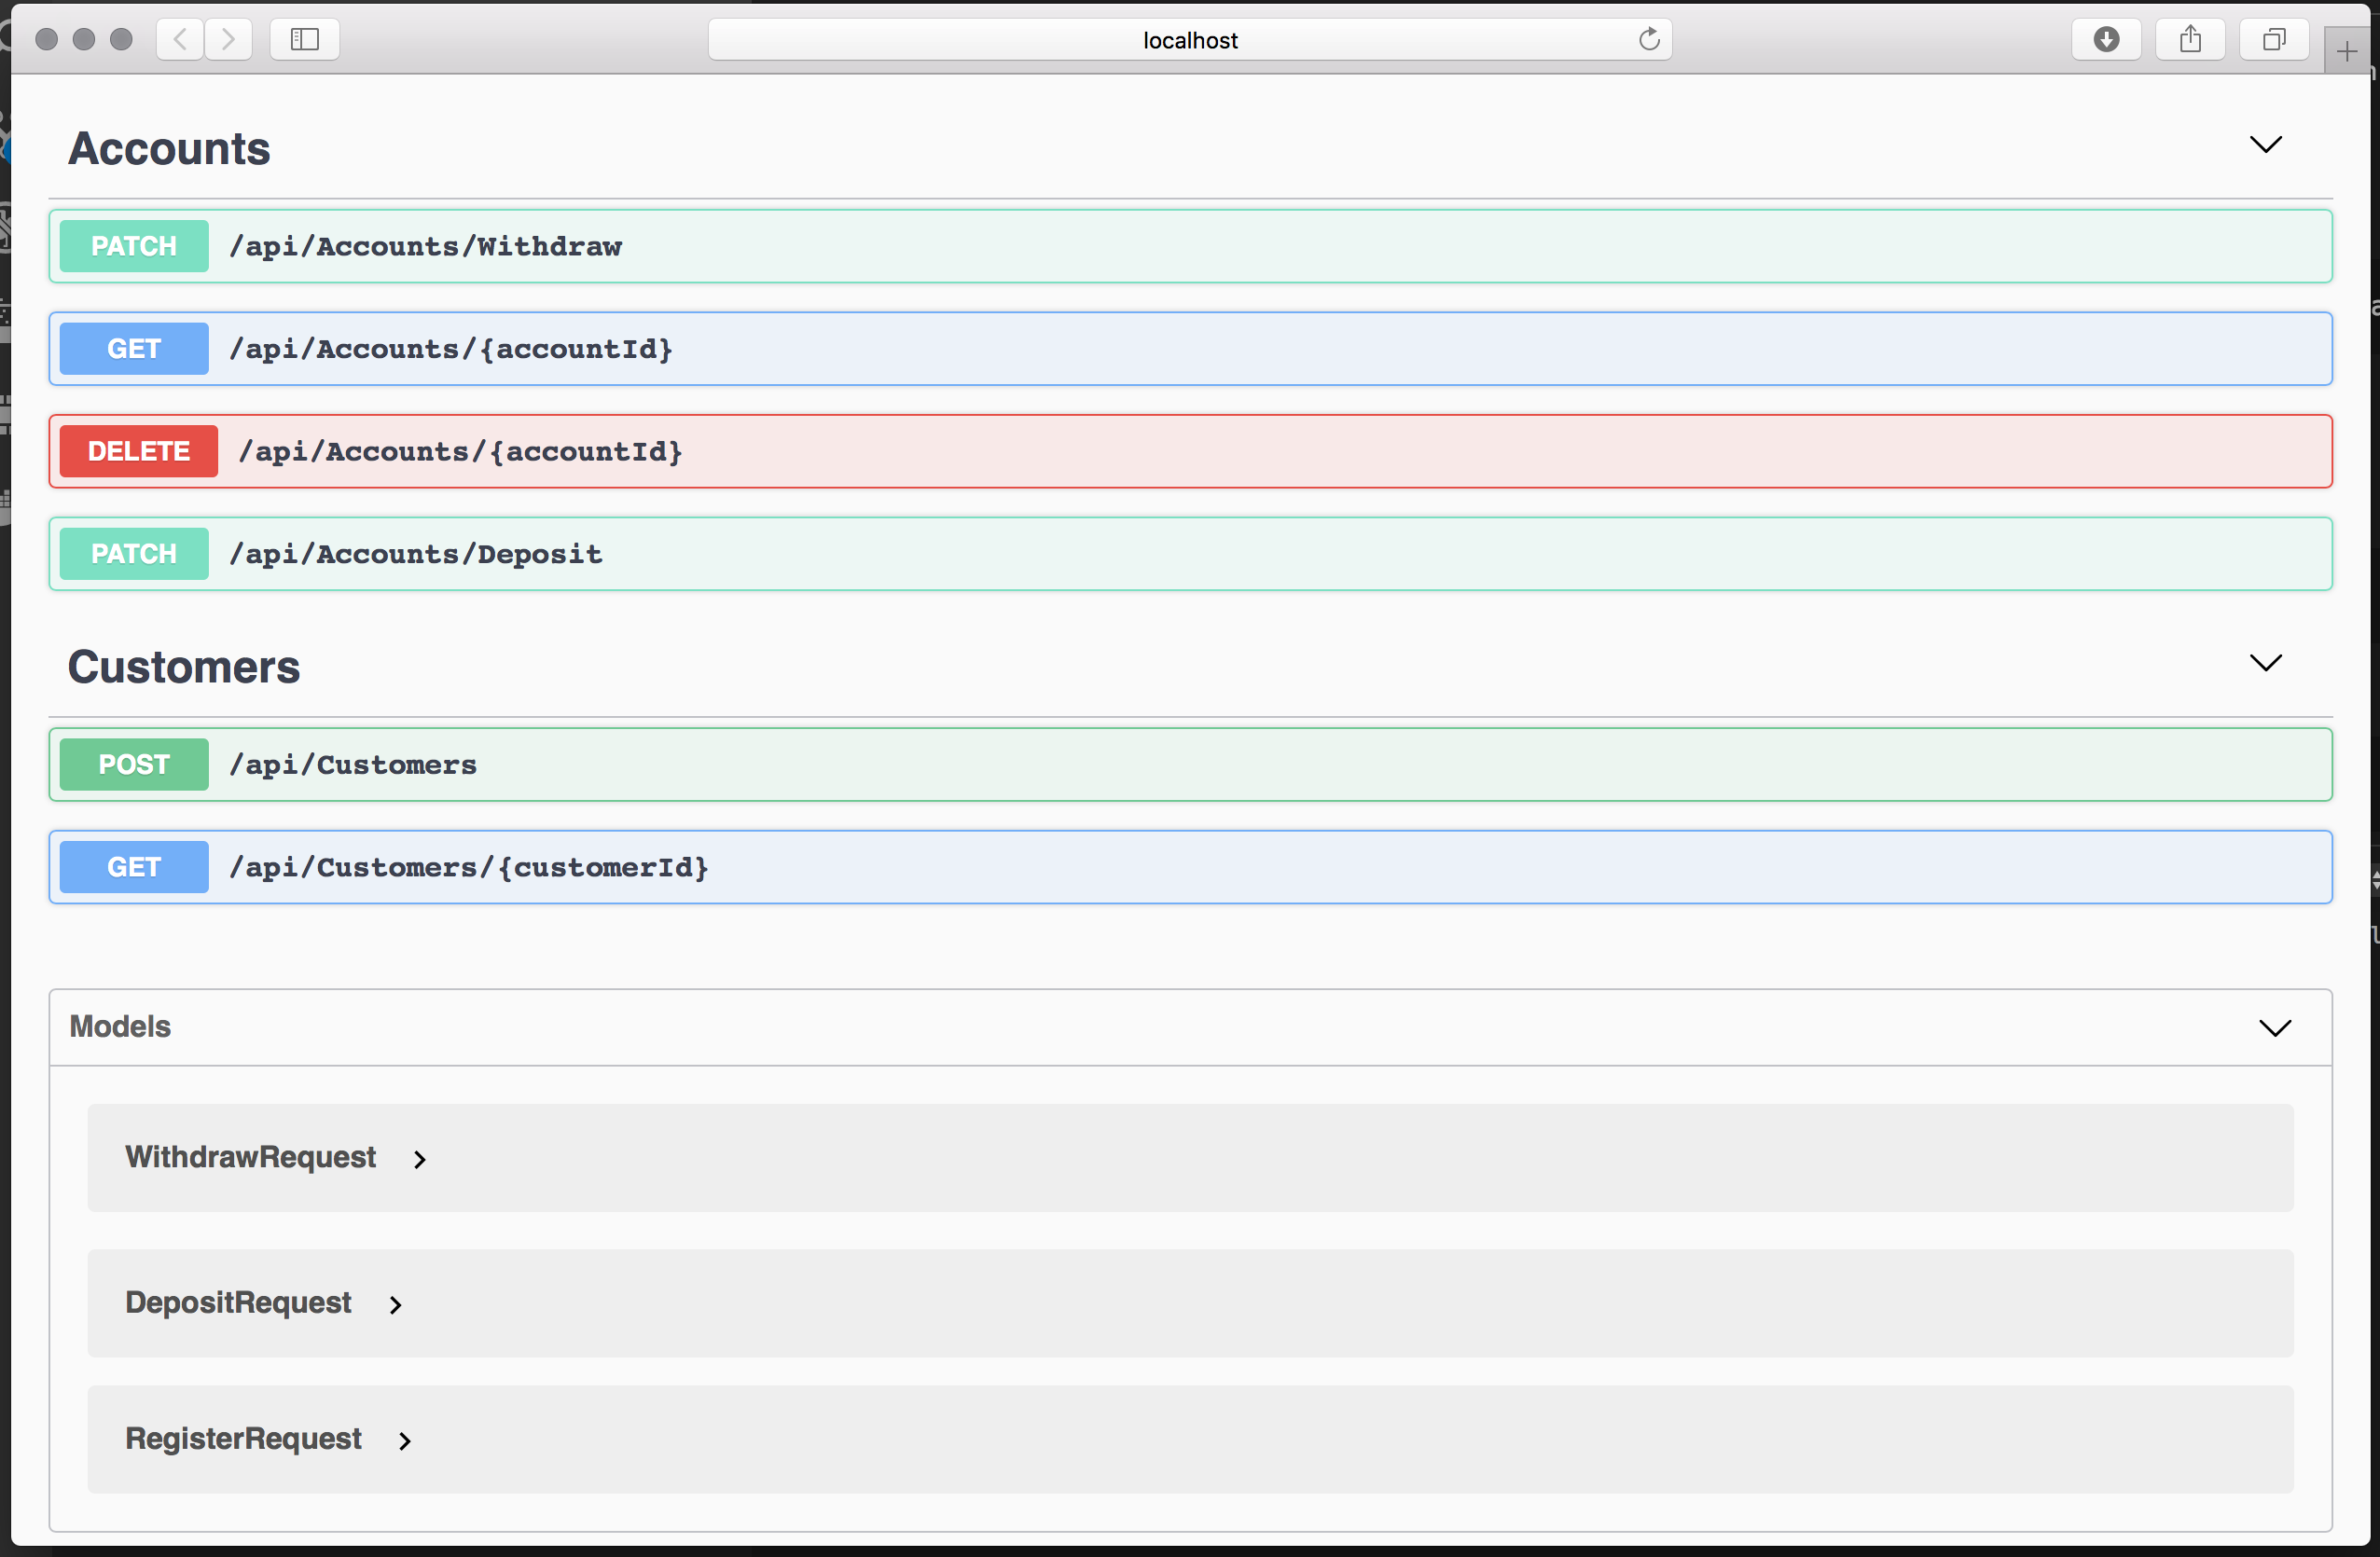 localhost
Accounts
PATCH /api/Accounts/Withdraw
GET /api/Accounts/{accountId}
DELETE /api/Accounts/{accountId}
PATCH /api/Accounts/Deposit
Customers
POST /api/Customers
GET /api/Customers/{customerId}
Models
WithdrawRequest
DepositRequest
RegisterRequest